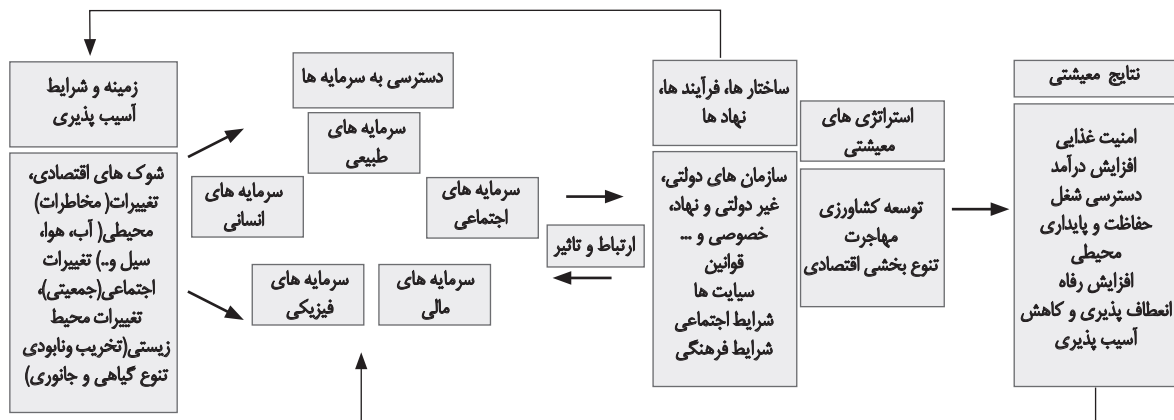 زمینه و شرایط
آسیب پذیری
شوک های اقتصادی،
تغییرات( مخاطرات)
محیطی( آب، هوا،
سیل و..) تغییرات
اجتماعی(جمعیتی)،
تغییرات محیط
زیستی(تخریب ونابودی
تنوع گیاهی و جانوری)
دسترسی به سرمایه ها
سرمایه های
طبیعی
سرمایه های
انسانی
سرمایه های
اجتماعی
سرمایه های
فیزیکی
سرمایه های
مالی
ارتباط و تاثیر
ساختار ها، فرآیند ها،
نهاد ها
سازمان های دولتی،
غیر دولتی و نهاد،
خصوصی و ...
قوانین
سیایت ها
شرایط اجتماعی
شرایط فرهنگی
استراتژی های
معیشتی
توسعه کشاورزی
مهاجرت
تنوع بخشی اقتصادی
نتایج معیشتی
امنیت غذایی
افزایش درآمد
دسترسی شغل
حفاظت و پایداری
محیطی
افزایش رفاه
انعطاف پذیری و کاهش
آسیب پذیری